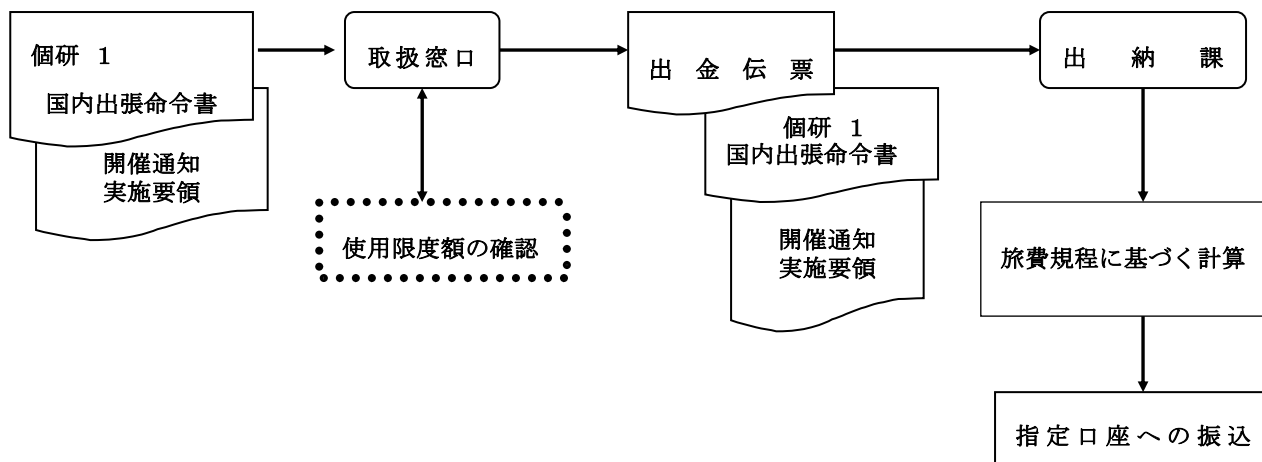 個研 1
国内出張命令書
開催通知
実施要領
取扱窓口
使用限度額の確認
出金伝票
個研 1
国内出張命令書
開催通知
実施要領
出納課
旅費規程に基づく計算
指定口座への振込